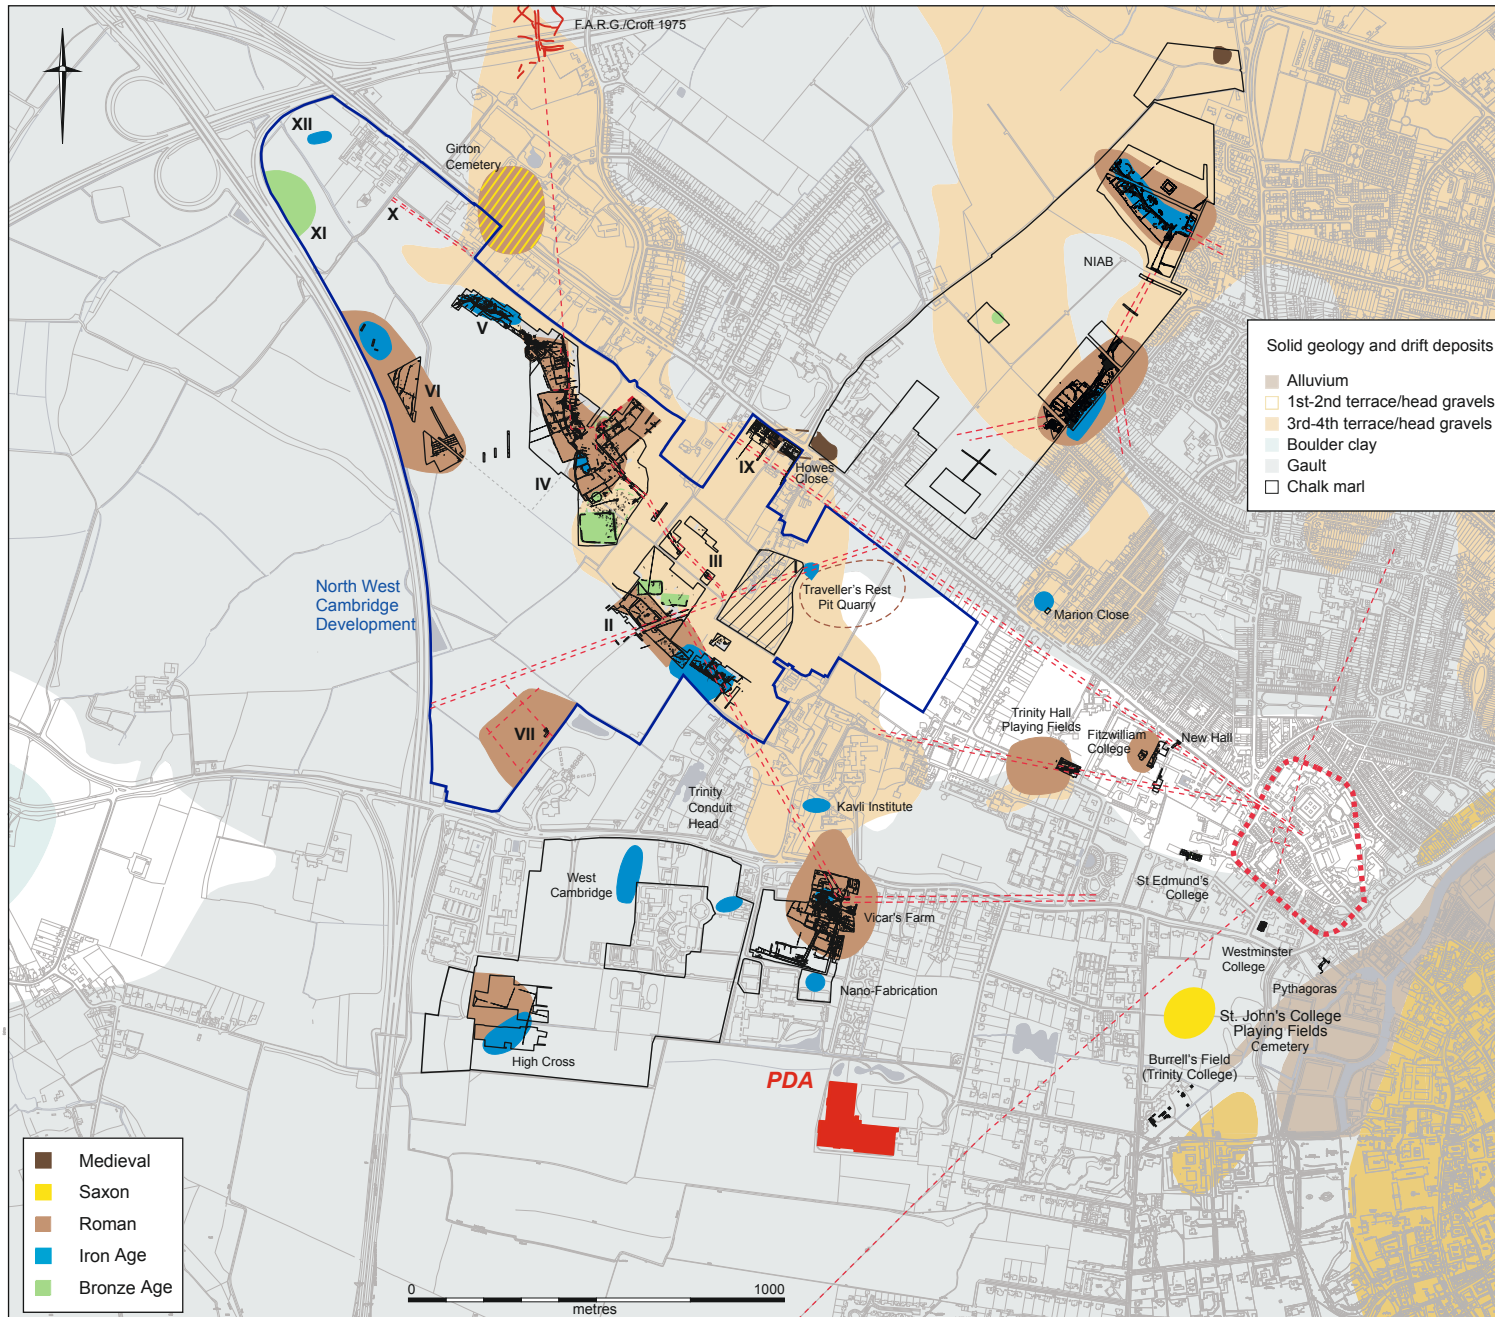 F.A.R.G./Croft 1975
XII
Girton
Cemetery
X
XI
NIAB
V
VI
Solid geology and drift deposits
Alluvium
1st-2nd terrace/head gravels
3rd-4th terrace/head gravels
Boulder clay
Gault
Chalk marl
IX
Howes
Close
IV
III
North West
Cambridge
Development
Traveller's Rest
Pit Quarry
Marion Close
II
VII
Trinity Hall
Playing Fields
Fitzwilliam
College
New Hall
Trinity
Conduit
Head
Kavli Institute
West
Cambridge
St Edmund's
College
Vicar's Farm
Westminster
College
Nano-Fabrication
Pythagoras
St. John's College
Playing Fields
Cemetery
High Cross
Burrell's Field
(Trinity College)
PDA
Medieval
Saxon
Roman
Iron Age
Bronze Age
0
1000
metres